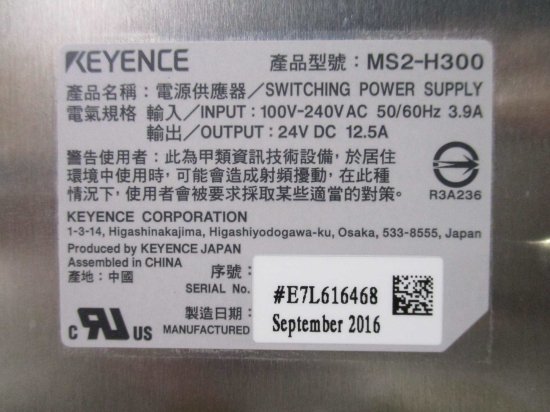 KEYENCE 產品型號：MS2-H300
產品名稱：電源供應器／SWITCHING POWER SUPPLY
電氣規格 輸入／INPUT : 100V-240V AC 50/60Hz 3.9A
輸出／OUTPUT : 24V DC 12.5A
警告使用者：此為甲類資訊技術設備，於居住
環境中使用時，可能會造成射頻擾動，在此種
情況下，使用者會被要求採取某些適當的對策。
R3A236
KEYENCE CORPORATION
1-3-14, Higashinakajima, Higashiyodogawa-ku, Osaka, 533-8555, Japan
Produced by KEYENCE JAPAN
Assembled in CHINA
產地：中國
序號：
SERIAL No.
#E7L616468
製造日期：
MANUFACTURED
September 2016
C RU US